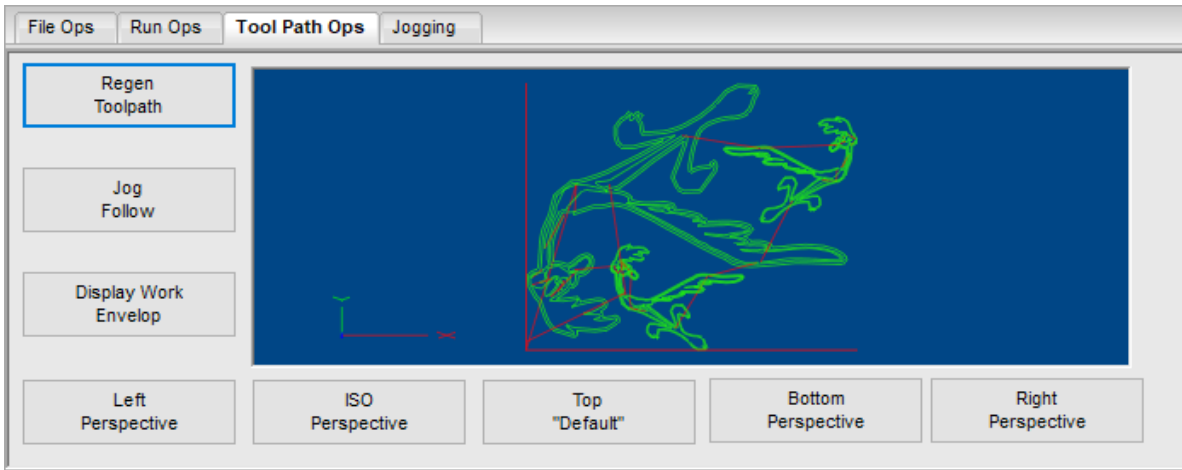 File Ops Run Ops Tool Path Ops Jogging
Regen
Toolpath
Jog
Follow
Display Work
Envelop
Y
X
Left
Perspective
ISO
Perspective
Top
"Default"
Bottom
Perspective
Right
Perspective